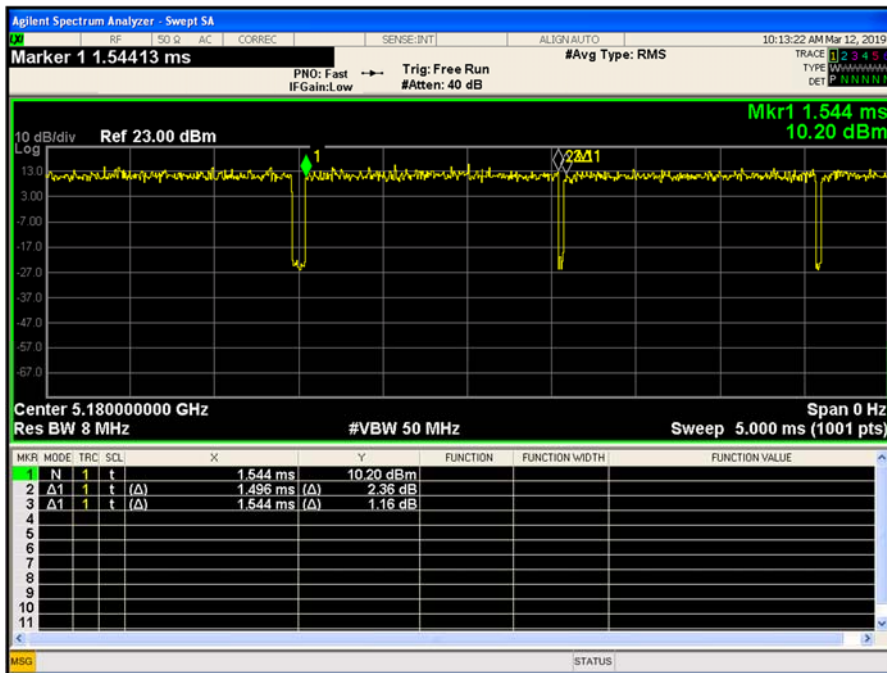 Agilent Spectrum Analyzer - Swept SA
LXI RF 50 Ω AC CORREC SENSE:INT ALIGN AUTO 10:13:22 AM Mar 12, 2019
Marker 1 1.54413 ms
PNO: Fast
IFGain:Low
Trig: Free Run
#Atten: 40 dB
#Avg Type: RMS
TRACE 1 2 3 4 5
TYPE
DET P N N N N
Mkr1 1.544 ms
10.20 dBm
10 dB/div Ref 23.00 dBm
Log
1
13.0
3.00
-7.00
-17.0
-27.0
-37.0
-47.0
-57.0
-67.0
Center 5.180000000 GHz Span 0 Hz
Res BW 8 MHz #VBW 50 MHz Sweep 5.000 ms (1001 pts)
MKR MODE TRC SCL X Y FUNCTION FUNCTION WIDTH FUNCTION VALUE
1 N 1 t 1.544 ms 10.20 dBm
2 Δ1 1 t (Δ) 1.496 ms (Δ) 2.36 dB
3 Δ1 1 t (Δ) 1.544 ms (Δ) 1.16 dB
4
5
6
7
8
9
10
11
MSG STATUS